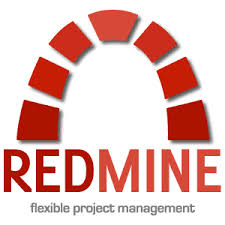 REDMINE
flexible project management